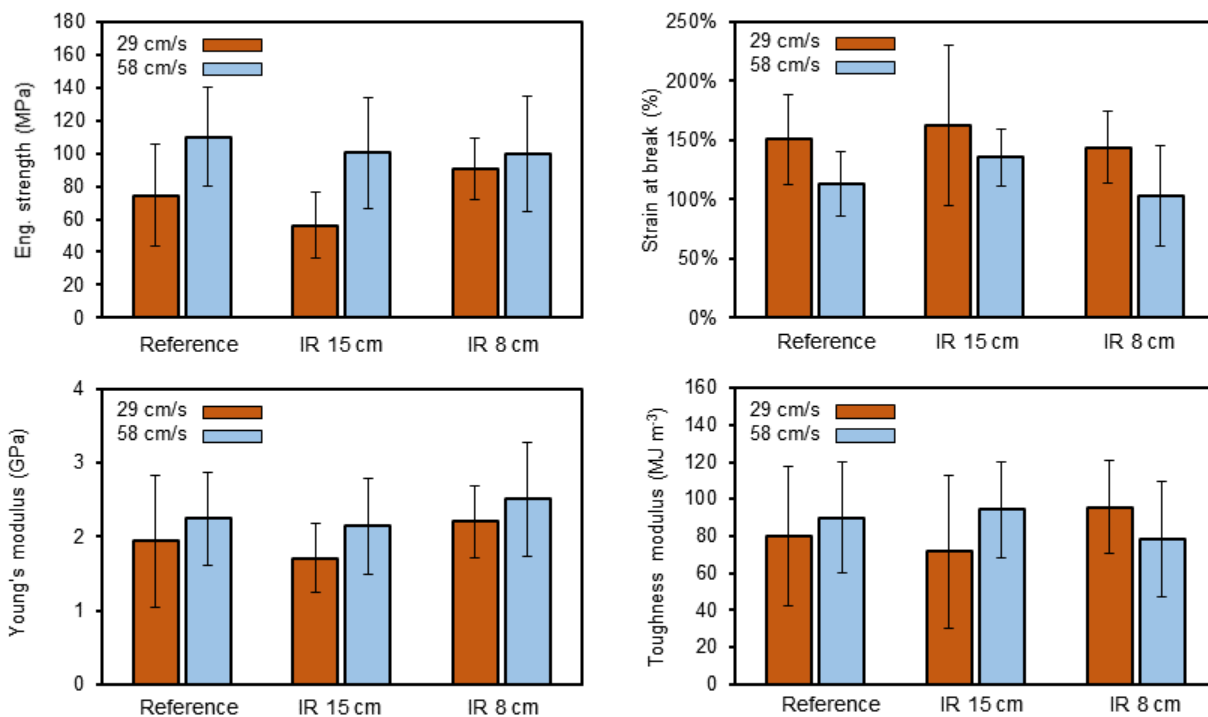 Eng. strength (MPa)
180
160
140
120
100
80
60
40
20
0
29 cm/s
58 cm/s
Reference
IR 15 cm
IR 8 cm
Strain at break (%)
250%
200%
150%
100%
50%
0%
29 cm/s
58 cm/s
Reference
IR 15 cm
IR 8 cm
Young's modulus (GPa)
4
3
2
1
0
29 cm/s
58 cm/s
Reference
IR 15 cm
IR 8 cm
Toughness modulus (MJ m⁻³)
160
140
120
100
80
60
40
20
0
29 cm/s
58 cm/s
Reference
IR 15 cm
IR 8 cm